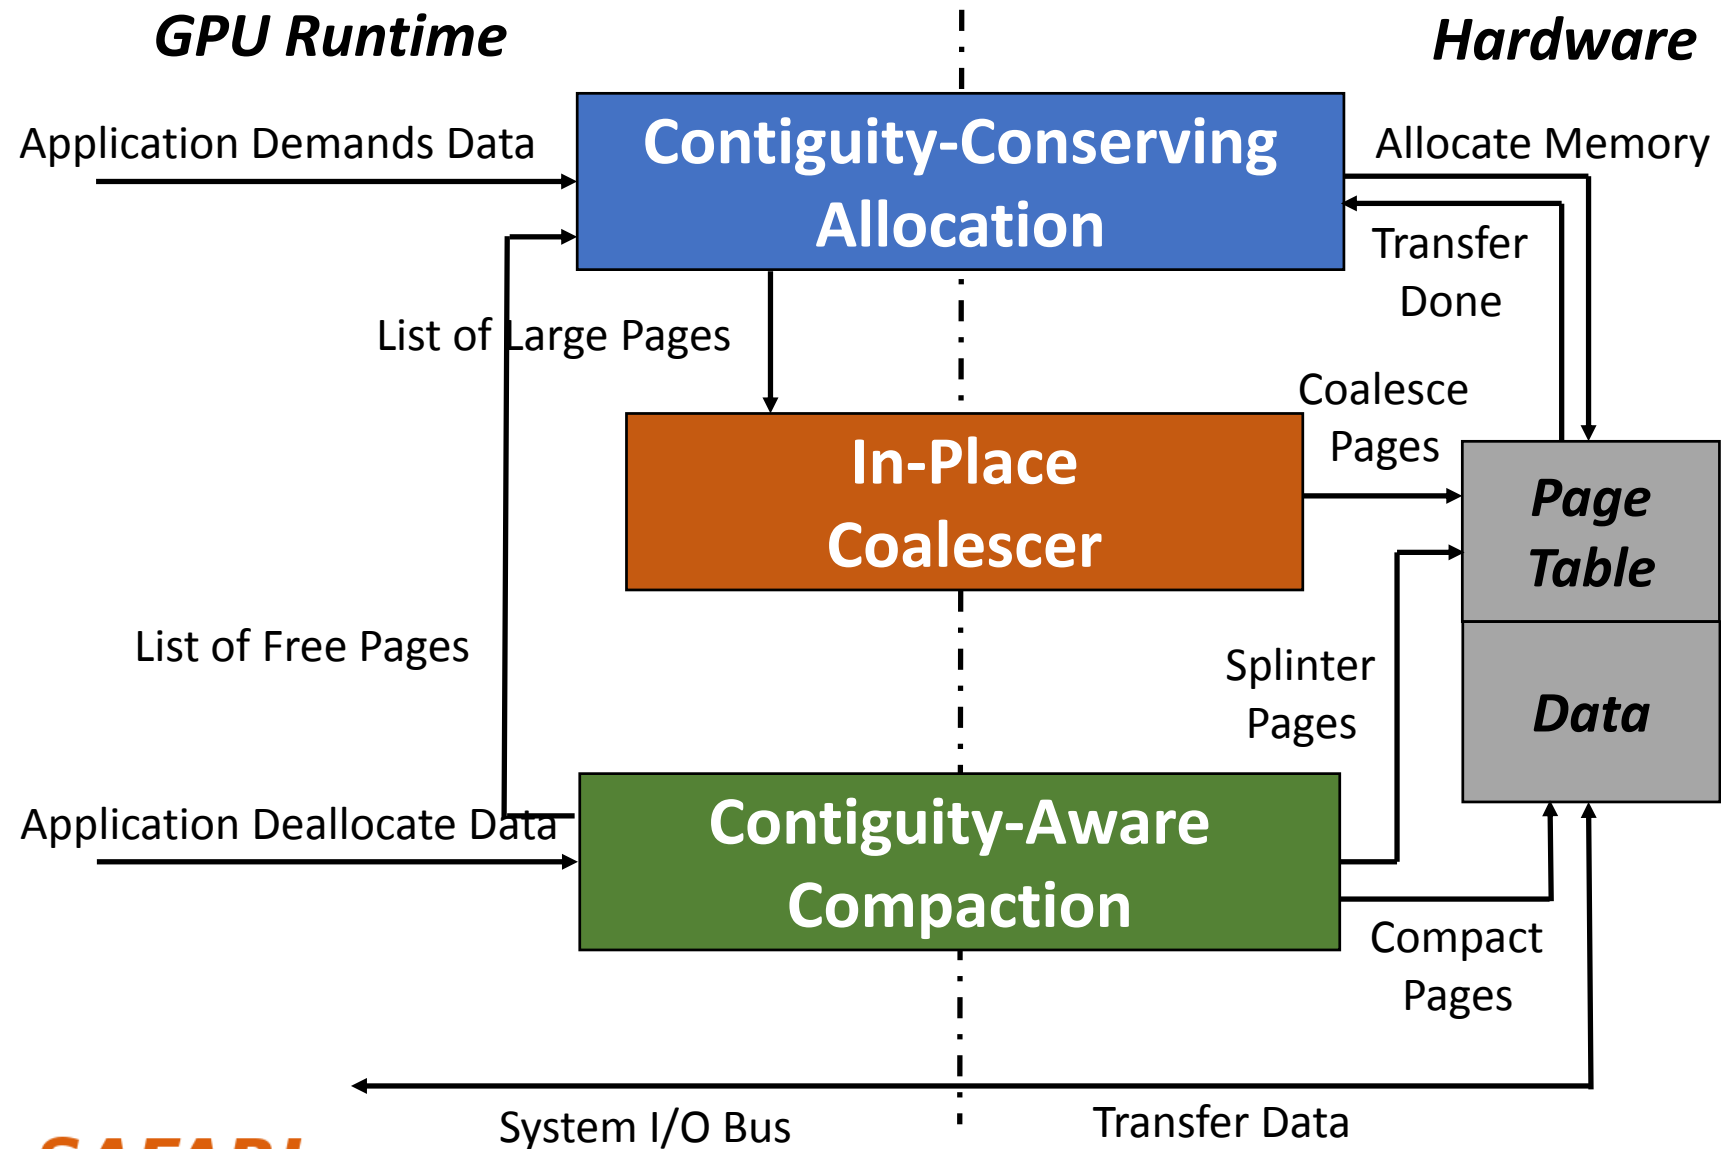 GPU Runtime
Hardware
Application Demands Data
Contiguity-Conserving
Allocation
Allocate Memory
Transfer
Done
List of Large Pages
Coalesce
Pages
In-Place
Coalescer
Page
Table
List of Free Pages
Splinter
Pages
Data
Application Deallocate Data
Contiguity-Aware
Compaction
Compact
Pages
System I/O Bus
Transfer Data
SAFARI